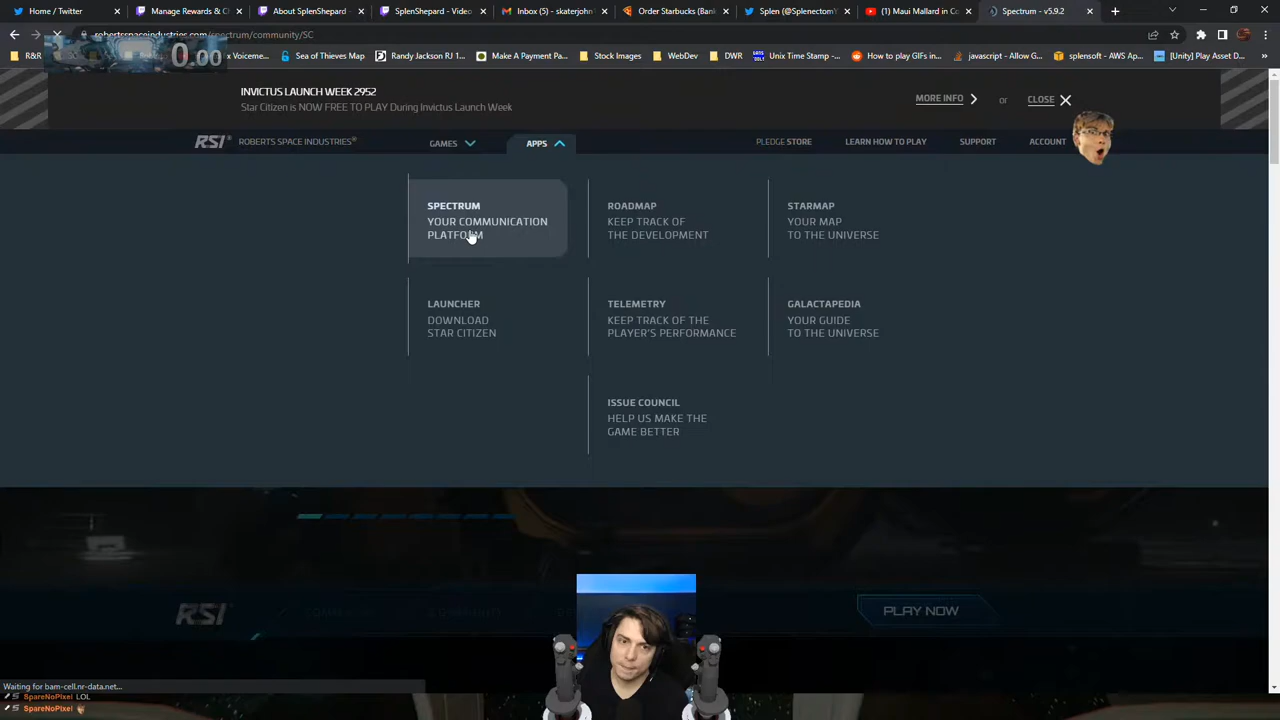 Home / Twitter
Manage Rewards & Ch
About SplenShepard -
SplenShepard - Video
Inbox (5) - skaterjohn
Order Starbucks (Bank
Splen (@SplenectomY
(1) Maui Mallard in Co
Spectrum - v5.9.2
robertsspaceindustries.com/spectrum/community/SC
R&R
Voiceme...
Sea of Thieves Map
Randy Jackson RJ 1...
Make A Payment Pa...
Stock Images
WebDev
DWR
Unix Time Stamp -...
How to play GIFs in...
javascript - Allow G...
splensoft - AWS Ap...
[Unity] Play Asset D...
0.00
INVICTUS LAUNCH WEEK 2952
Star Citizen is NOW FREE TO PLAY During Invictus Launch Week
MORE INFO
or
CLOSE
RSI
ROBERTS SPACE INDUSTRIES®
GAMES
APPS
PLEDGE STORE
LEARN HOW TO PLAY
SUPPORT
ACCOUNT
SPECTRUM
YOUR COMMUNICATION
PLATFORM
ROADMAP
KEEP TRACK OF
THE DEVELOPMENT
STARMAP
YOUR MAP
TO THE UNIVERSE
LAUNCHER
DOWNLOAD
STAR CITIZEN
TELEMETRY
KEEP TRACK OF THE
PLAYER'S PERFORMANCE
GALACTAPEDIA
YOUR GUIDE
TO THE UNIVERSE
ISSUE COUNCIL
HELP US MAKE THE
GAME BETTER
RSI
PLAY NOW
Waiting for bam-cell.nr-data.net...
SpareNoPixel LOL
SpareNoPixel